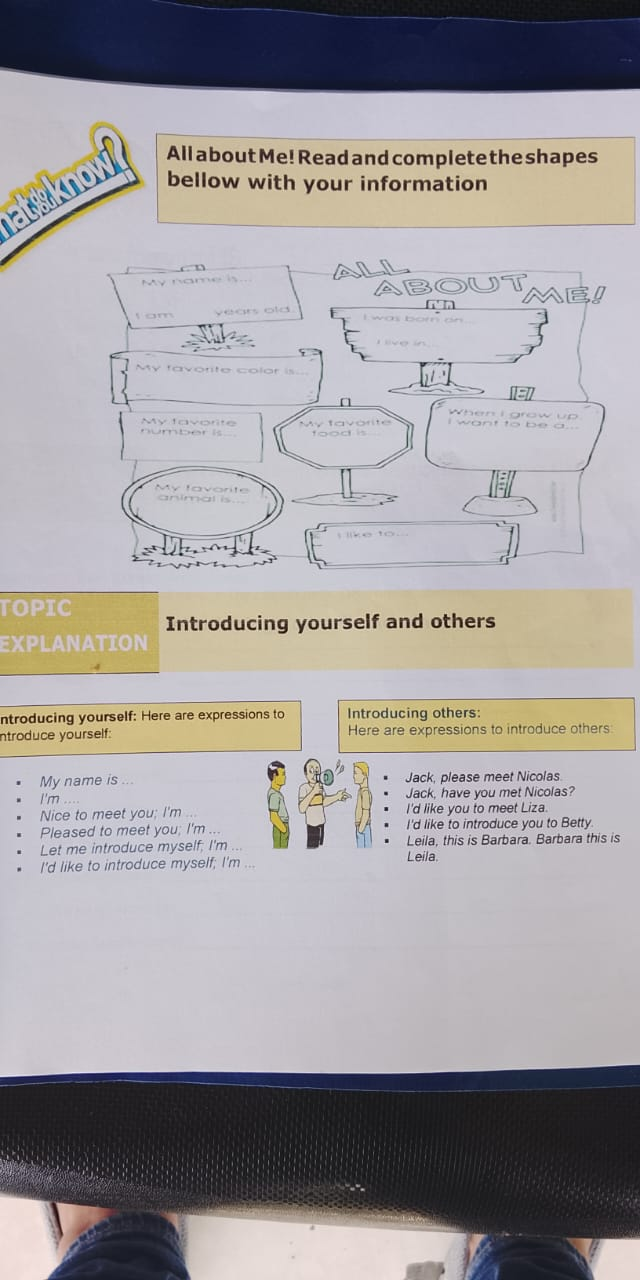 What do you know?
All about Me! Read and complete the shapes
bellow with your information
ALL
ABOUT
ME!
My name is...
I am years old.
I was born on...
I live in...
My favorite color is...
My favorite
number is...
My favorite
food is...
When I grow up
I want to be a...
My favorite
animal is...
I like to...
TOPIC
EXPLANATION
Introducing yourself and others
ntroducing yourself: Here are expressions to
ntroduce yourself:
Introducing others:
Here are expressions to introduce others:
▪ My name is ...
▪ I'm ....
▪ Nice to meet you; I'm ...
▪ Pleased to meet you; I'm ...
▪ Let me introduce myself; I'm ...
▪ I'd like to introduce myself; I'm ...
▪ Jack, please meet Nicolas.
▪ Jack, have you met Nicolas?
▪ I'd like you to meet Liza.
▪ I'd like to introduce you to Betty.
▪ Leila, this is Barbara. Barbara this is
Leila.